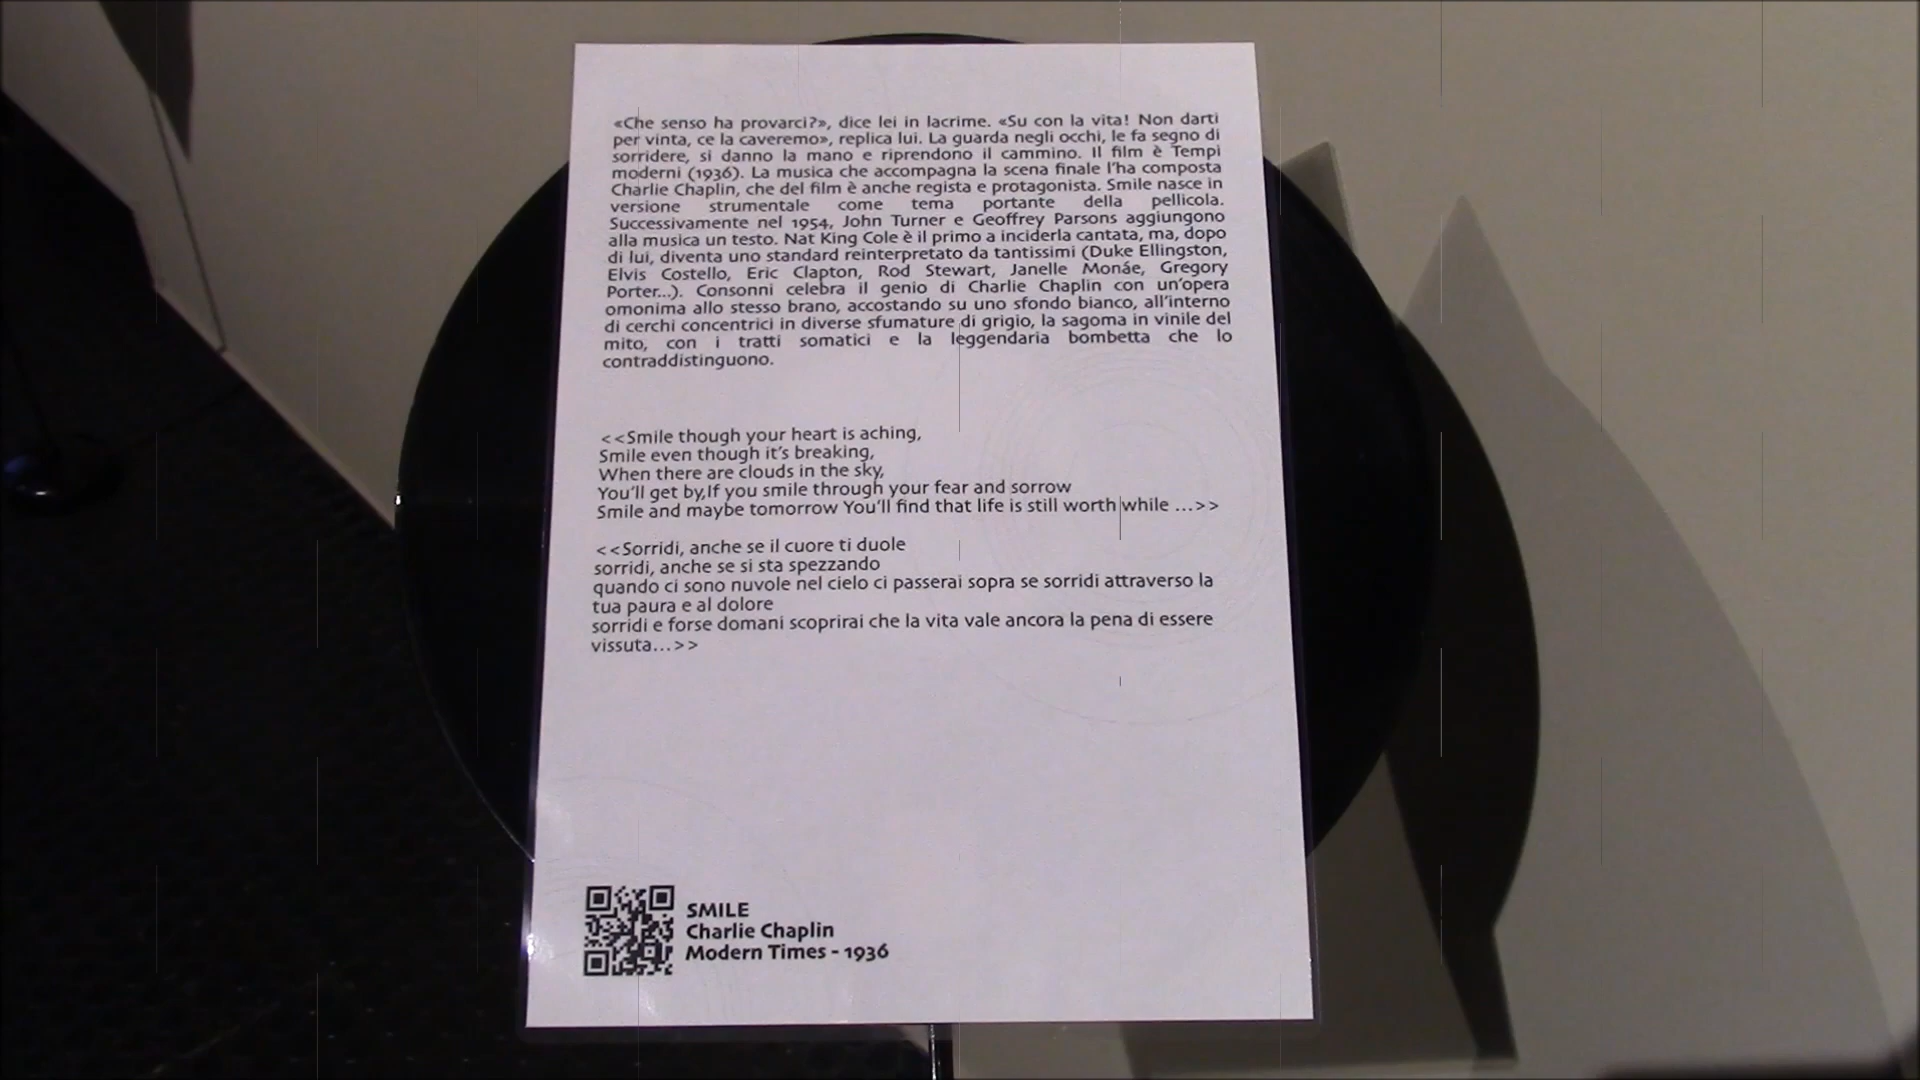 «Che senso ha provarci?», dice lei in lacrime. «Su con la vita! Non darti
per vinta, ce la caveremo», replica lui. La guarda negli occhi, le fa segno di
sorridere, si danno la mano e riprendono il cammino. Il film è Tempi
moderni (1936). La musica che accompagna la scena finale l'ha composta
Charlie Chaplin, che del film è anche regista e protagonista. Smile nasce in
versione strumentale come tema portante della pellicola.
Successivamente nel 1954, John Turner e Geoffrey Parsons aggiungono
alla musica un testo. Nat King Cole è il primo a inciderla cantata, ma, dopo
di lui, diventa uno standard reinterpretato da tantissimi (Duke Ellingston,
Elvis Costello, Eric Clapton, Rod Stewart, Janelle Monáe, Gregory
Porter...). Consonni celebra il genio di Charlie Chaplin con un'opera
omonima allo stesso brano, accostando su uno sfondo bianco, all'interno
di cerchi concentrici in diverse sfumature di grigio, la sagoma in vinile del
mito, con i tratti somatici e la leggendaria bombetta che lo
contraddistinguono.
<<Smile though your heart is aching,
Smile even though it's breaking,
When there are clouds in the sky,
You'll get by,If you smile through your fear and sorrow
Smile and maybe tomorrow You'll find that life is still worth while ...>>
<<Sorridi, anche se il cuore ti duole
sorridi, anche se si sta spezzando
quando ci sono nuvole nel cielo ci passerai sopra se sorridi attraverso la
tua paura e al dolore
sorridi e forse domani scoprirai che la vita vale ancora la pena di essere
vissuta...>>
SMILE
Charlie Chaplin
Modern Times - 1936